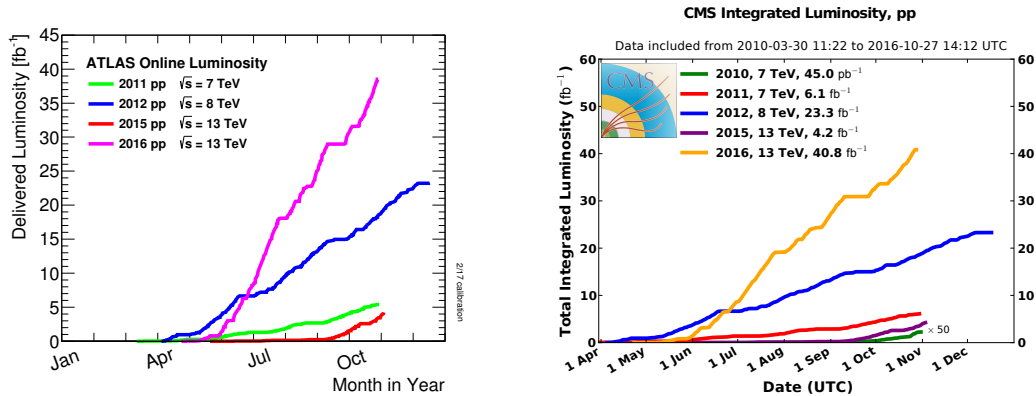 45
40
35
30
25
20
15
10
5
0
Delivered Luminosity [fb⁻¹]
ATLAS Online Luminosity
2011 pp √s = 7 TeV
2012 pp √s = 8 TeV
2015 pp √s = 13 TeV
2016 pp √s = 13 TeV
Jan
Apr
Jul
Oct
Month in Year
2/17 calibration
CMS Integrated Luminosity, pp
Data included from 2010-03-30 11:22 to 2016-10-27 14:12 UTC
CMS
2010, 7 TeV, 45.0 pb⁻¹
2011, 7 TeV, 6.1 fb⁻¹
2012, 8 TeV, 23.3 fb⁻¹
2015, 13 TeV, 4.2 fb⁻¹
2016, 13 TeV, 40.8 fb⁻¹
60
50
40
30
20
10
0
Total Integrated Luminosity (fb⁻¹)
60
50
40
30
20
10
0
× 50
1 Apr
1 May
1 Jun
1 Jul
1 Aug
1 Sep
1 Oct
1 Nov
1 Dec
Date (UTC)